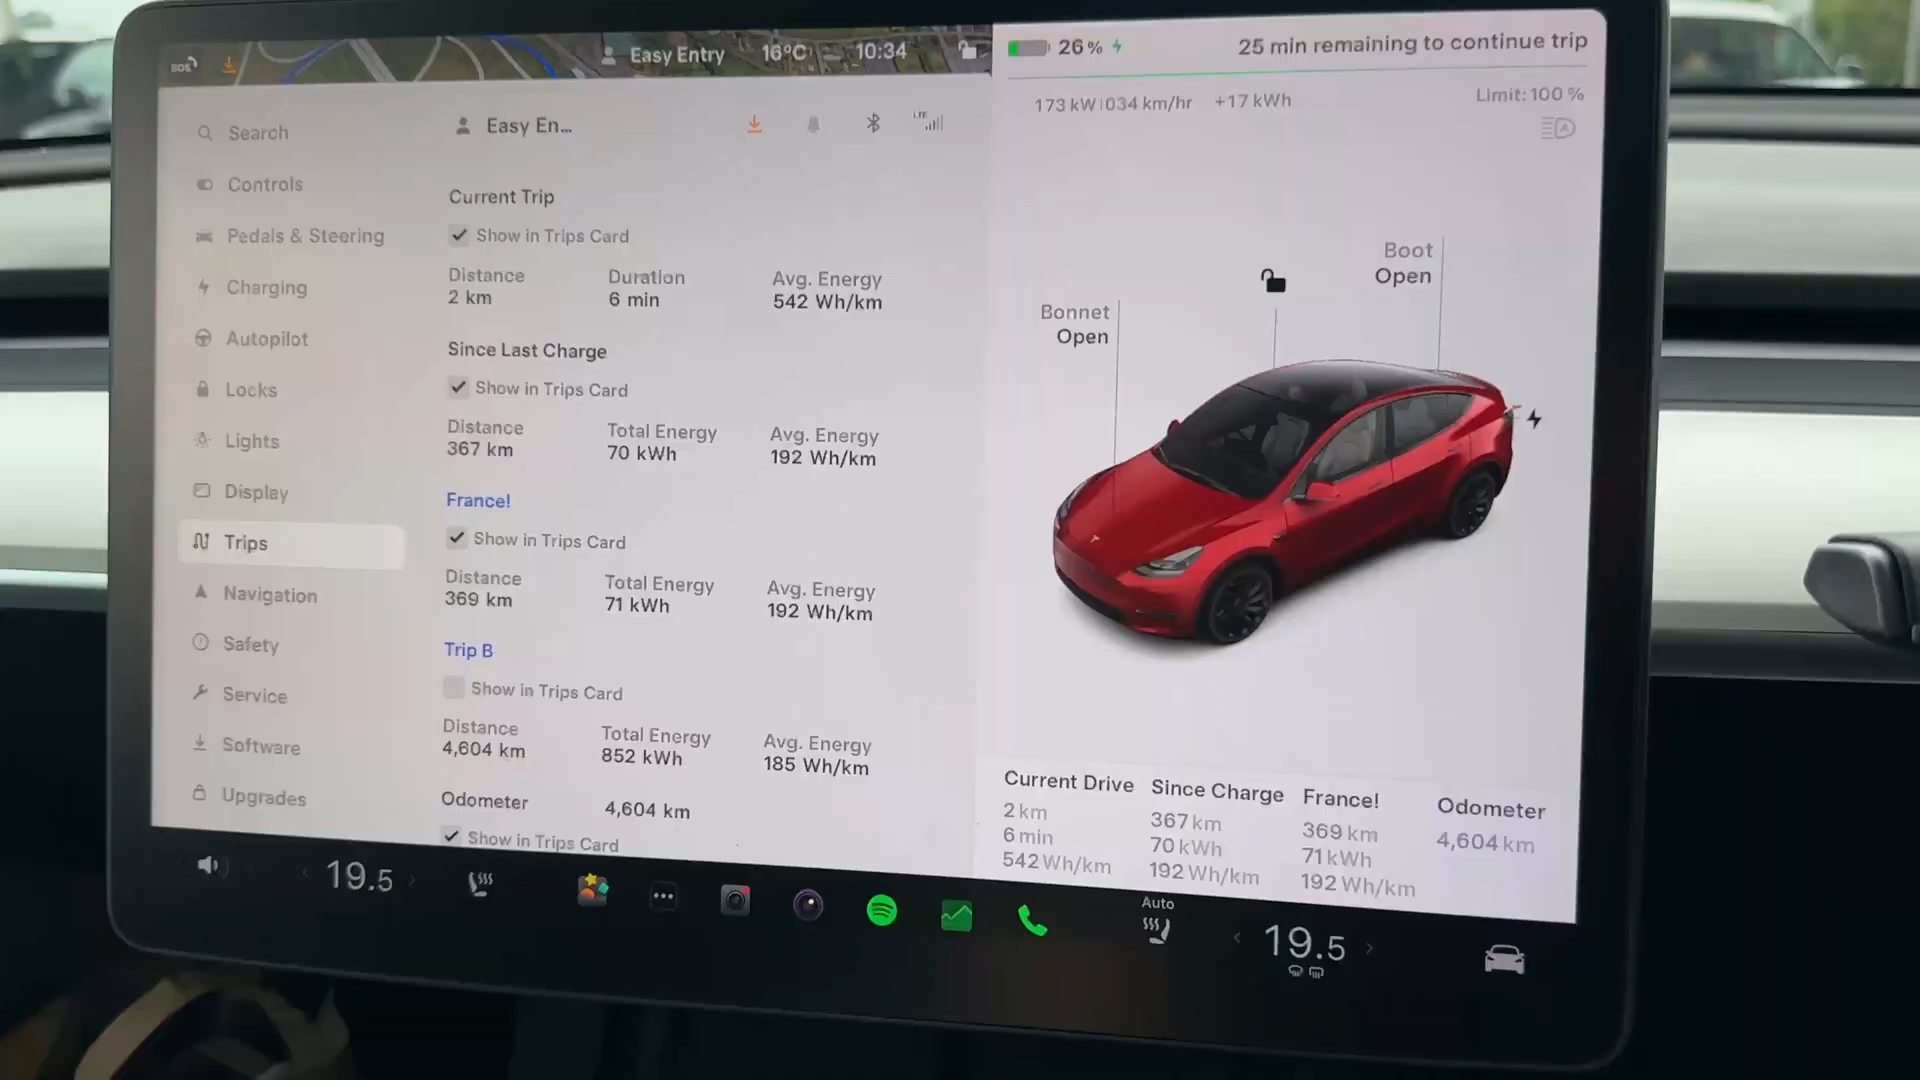 SOS
Easy Entry 16°C 10:34
26% 25 min remaining to continue trip
173 kW|034 km/hr +17 kWh Limit: 100 %
Search
Controls
Pedals & Steering
Charging
Autopilot
Locks
Lights
Display
Trips
Navigation
Safety
Service
Software
Upgrades
Easy En... LTE
Current Trip
Show in Trips Card
Distance Duration Avg. Energy
2 km 6 min 542 Wh/km
Since Last Charge
Show in Trips Card
Distance Total Energy Avg. Energy
367 km 70 kWh 192 Wh/km
France!
Show in Trips Card
Distance Total Energy Avg. Energy
369 km 71 kWh 192 Wh/km
Trip B
Show in Trips Card
Distance Total Energy Avg. Energy
4,604 km 852 kWh 185 Wh/km
Odometer 4,604 km
Show in Trips Card
Bonnet
Open
Boot
Open
Current Drive Since Charge France! Odometer
2 km 367 km 369 km 4,604 km
6 min 70 kWh 71 kWh
542 Wh/km 192 Wh/km 192 Wh/km
19.5 Auto 19.5